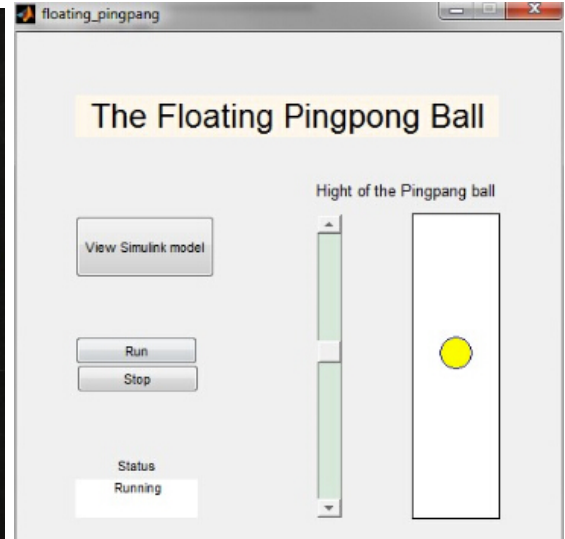 floating_pingpang
The Floating Pingpong Ball
Hight of the Pingpang ball
View Simulink model
Run
Stop
Status
Running